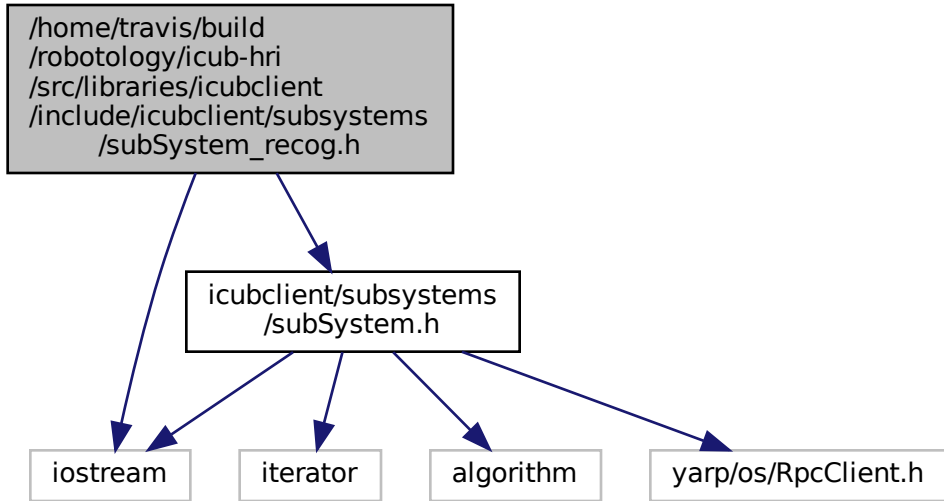 /home/travis/build
/robotology/icub-hri
/src/libraries/icubclient
/include/icubclient/subsystems
/subSystem_recog.h
icubclient/subsystems
/subSystem.h
iostream
iterator
algorithm
yarp/os/RpcClient.h